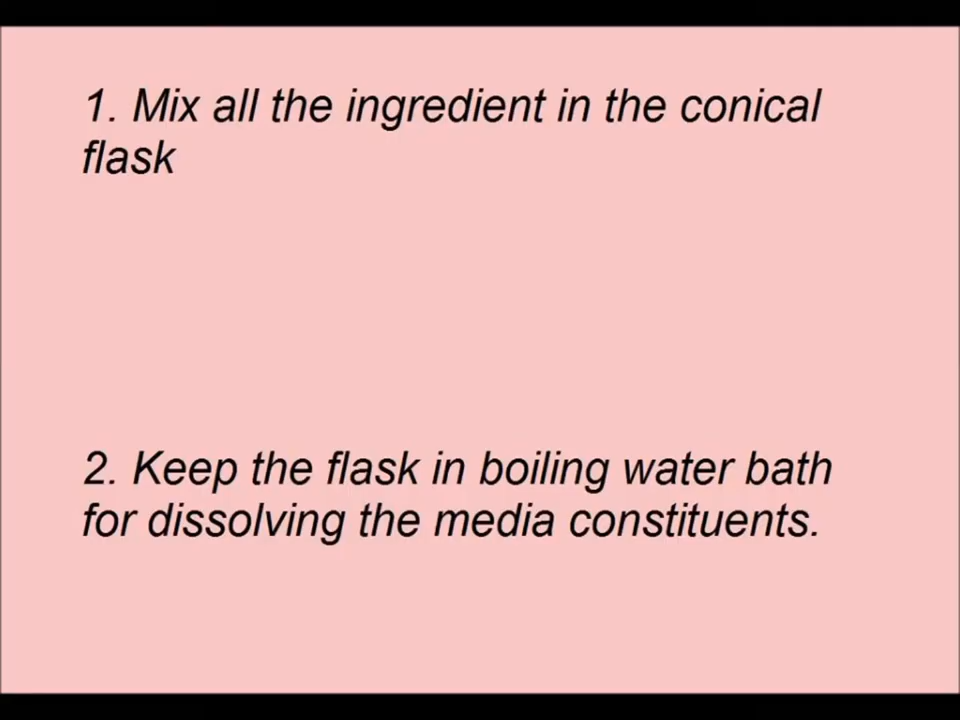 1. Mix all the ingredient in the conical
flask
2. Keep the flask in boiling water bath
for dissolving the media constituents.